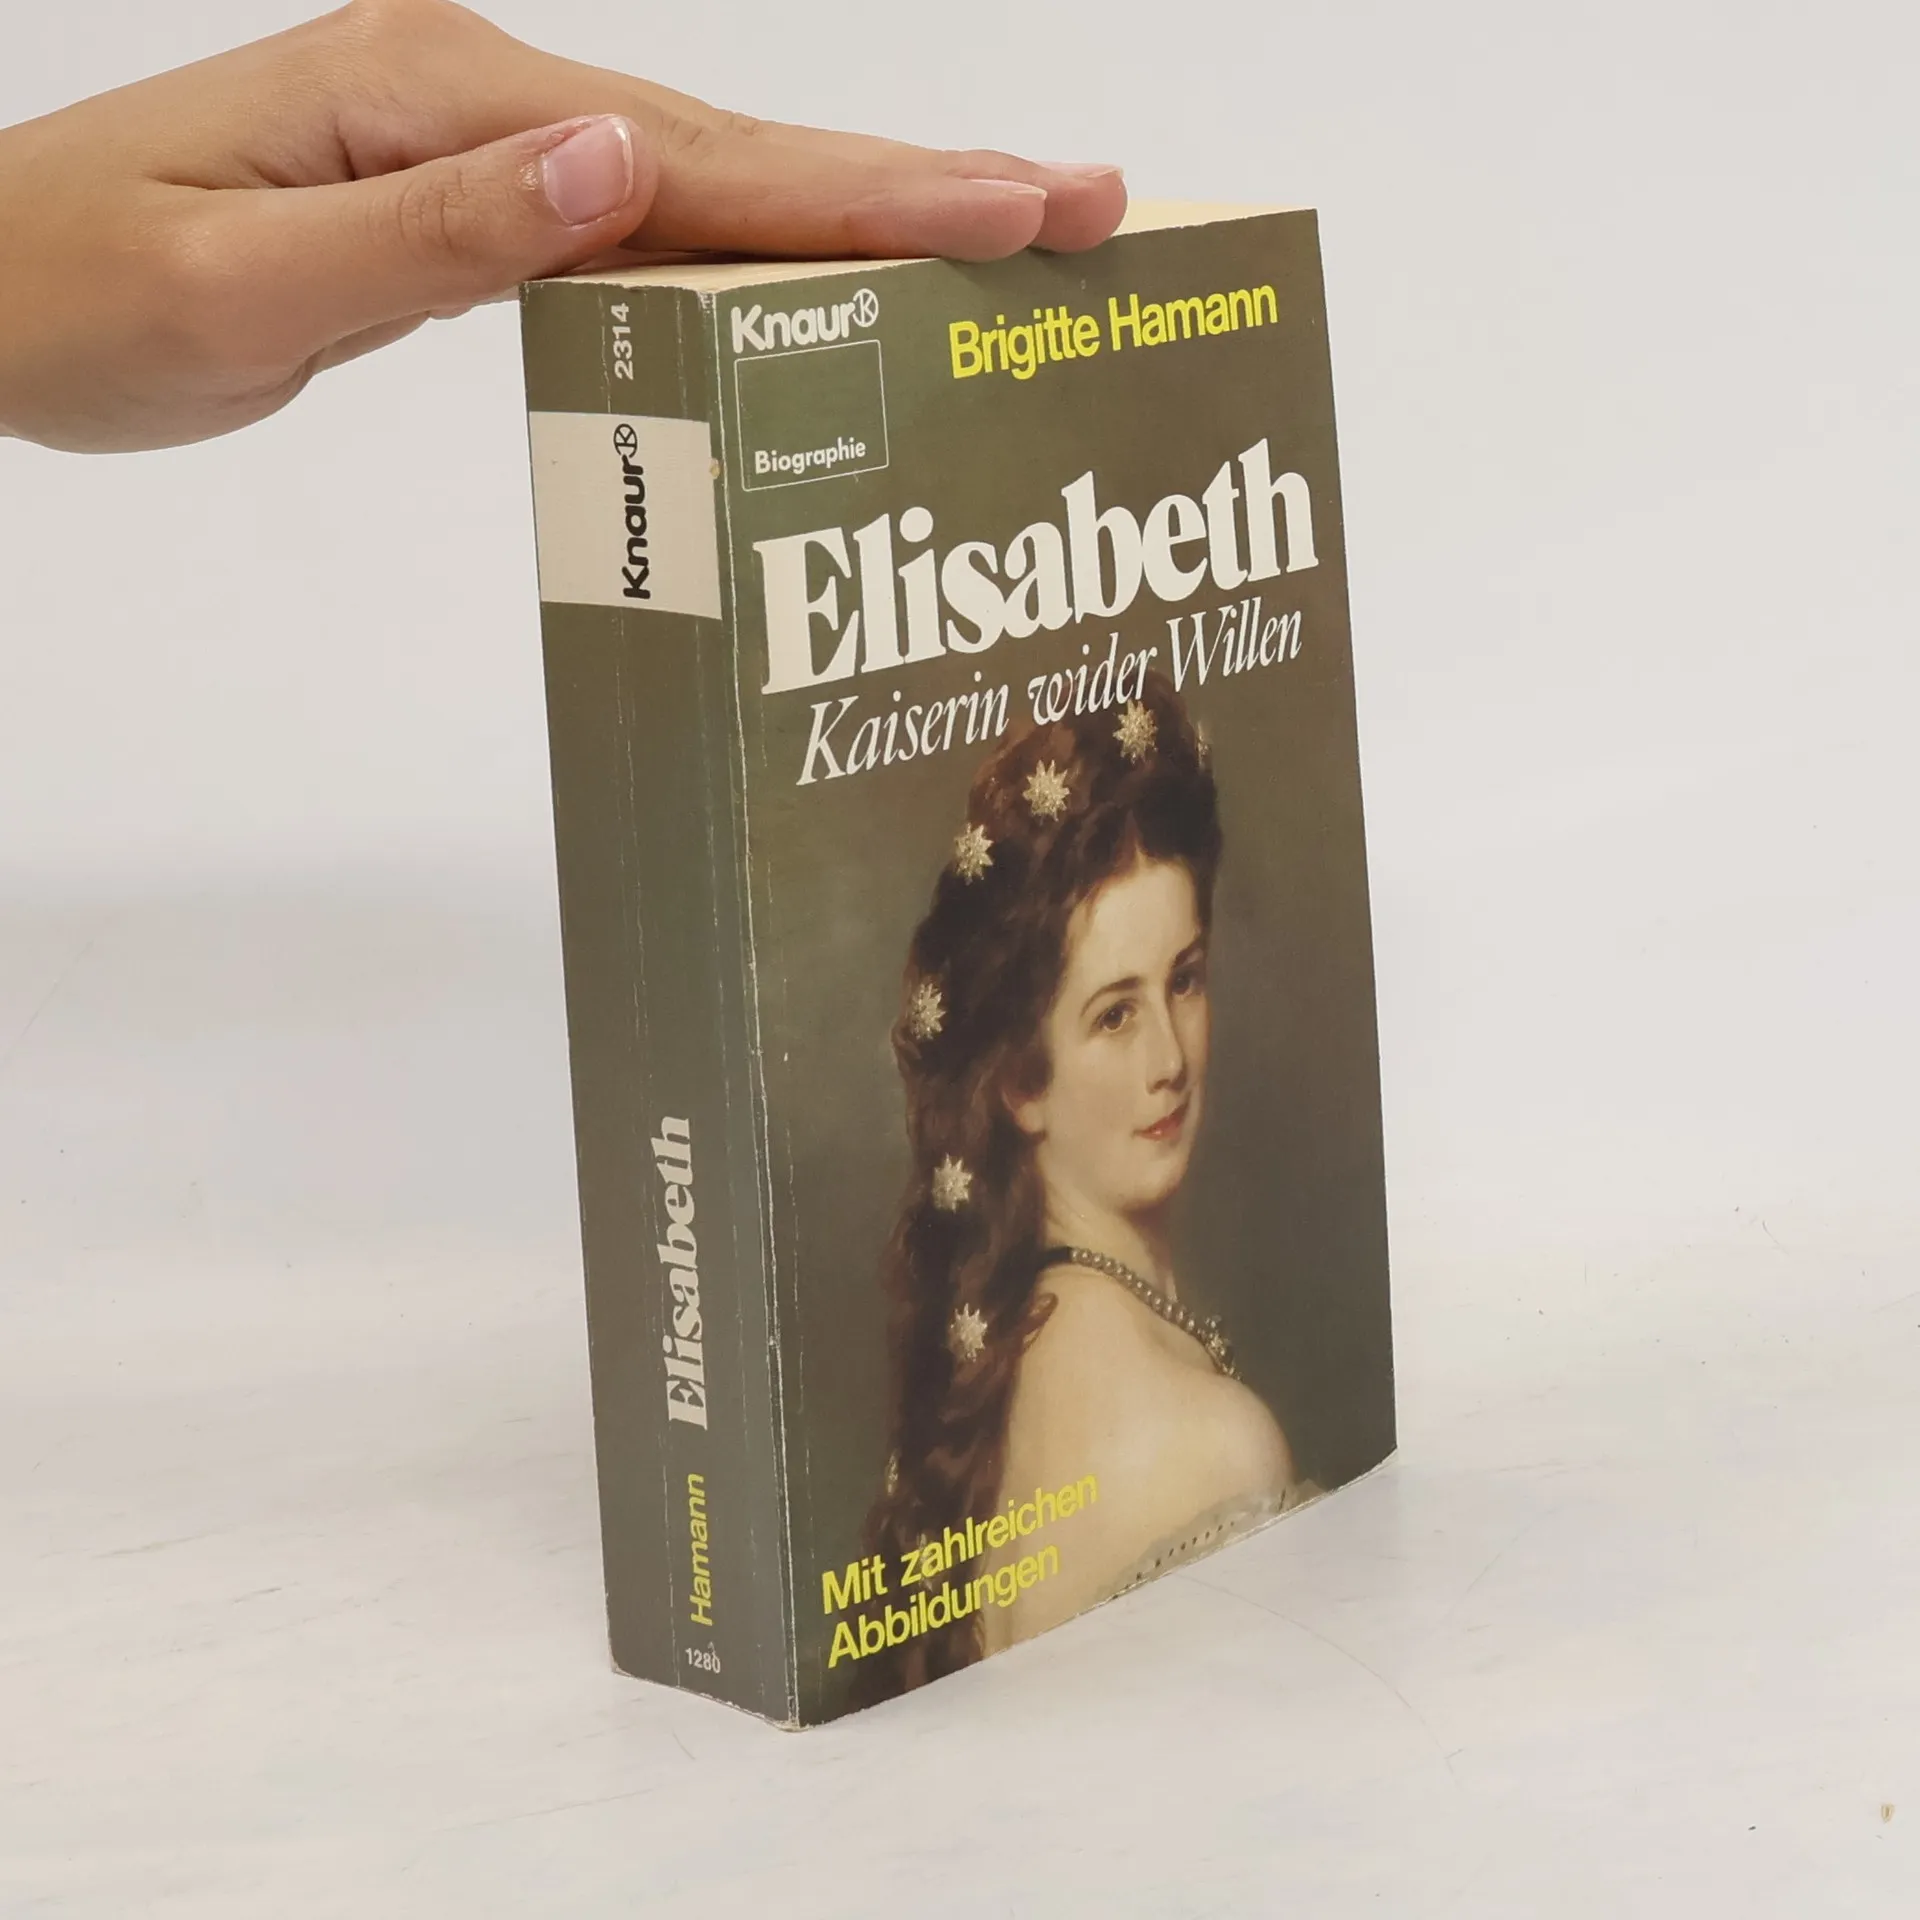 2314
Knaur
Elisabeth
Hamann
1280
Knaur
Biographie
Brigitte Hamann
Elisabeth
Kaiserin wider Willen
Mit zahlreichen
Abbildungen